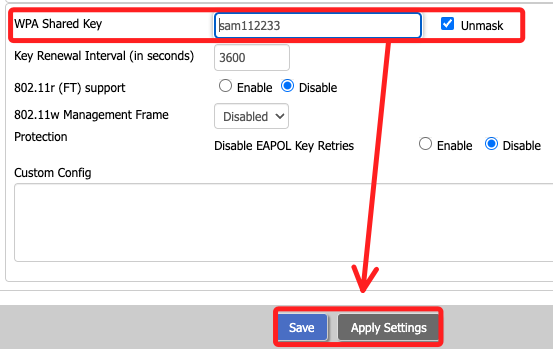 WPA Shared Key sam112233 Unmask
Key Renewal Interval (in seconds) 3600
802.11r (FT) support Enable Disable
802.11w Management Frame Protection Disabled
Disable EAPOL Key Retries Enable Disable
Custom Config
Save Apply Settings